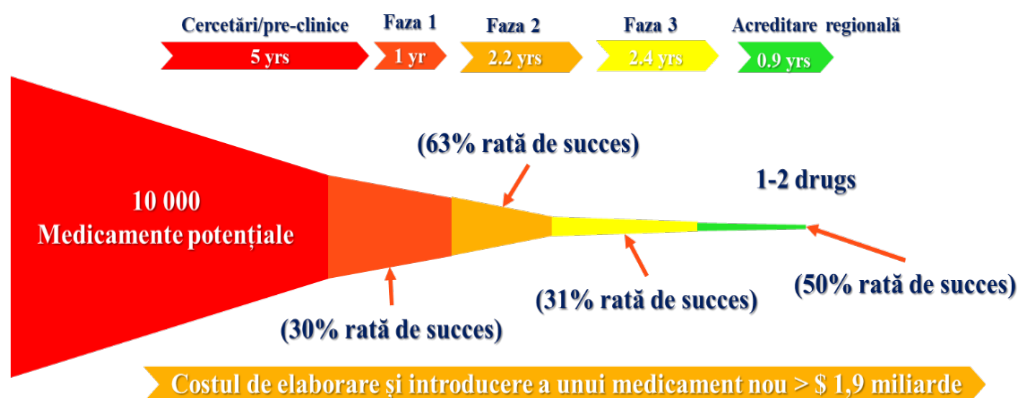 Cercetări/pre-clinice
Faza 1
Faza 2
Faza 3
Acreditare regională
5 yrs
1 yr
2.2 yrs
2.4 yrs
0.9 yrs
(63% rată de succes)
1-2 drugs
10 000
Medicamente potențiale
(50% rată de succes)
(31% rată de succes)
(30% rată de succes)
Costul de elaborare și introducere a unui medicament nou > $ 1,9 miliarde